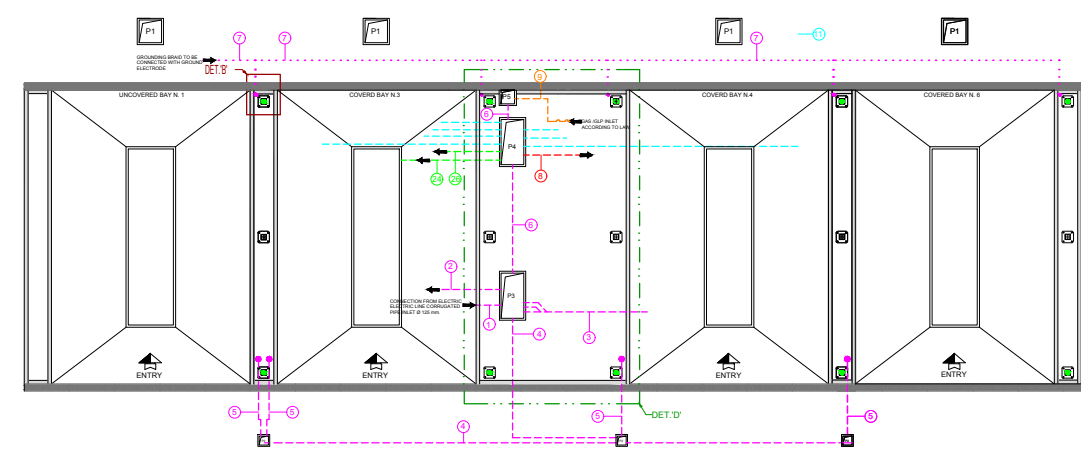 P1
P1
P1
P1
7
7
7
11
GROUNDING BRAID TO BE
CONNECTED WITH GROUND
ELECTRODE
DET.'B'
9
UNCOVERED BAY N. 1
COVERD BAY N.3
P5
COVERD BAY N.4
COVERED BAY N. 6
6
GAS /GLP INLET
ACCORDING TO LAW
P4
24
26
8
6
2
CONNECTION FROM ELECTRIC
ELECTRIC LINE CORRUGATED
PIPE INLET Ø 125 mm.
P3
1
4
3
ENTRY
ENTRY
ENTRY
ENTRY
5
5
5
5
DET.'D'
4